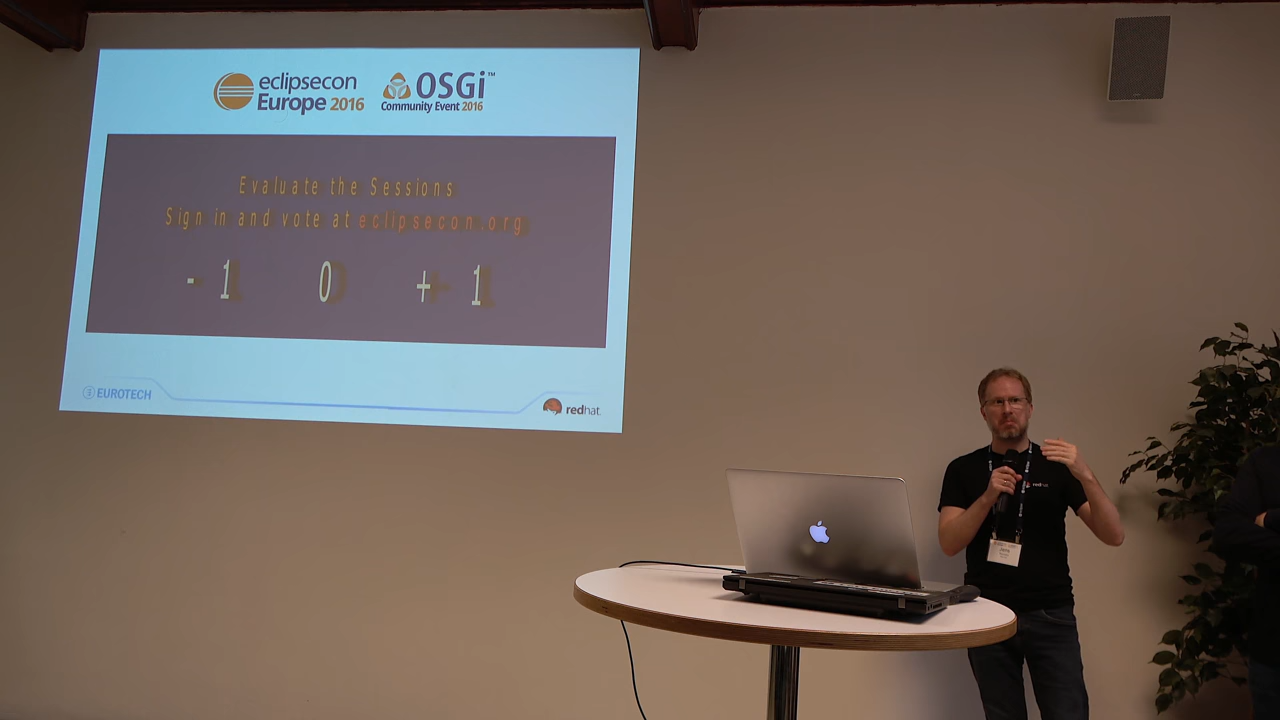 eclipsecon
Europe 2016
OSGi™
Community Event 2016
Evaluate the Sessions
Sign in and vote at eclipsecon.org
- 1 0 + 1
EUROTECH
redhat.
redhat